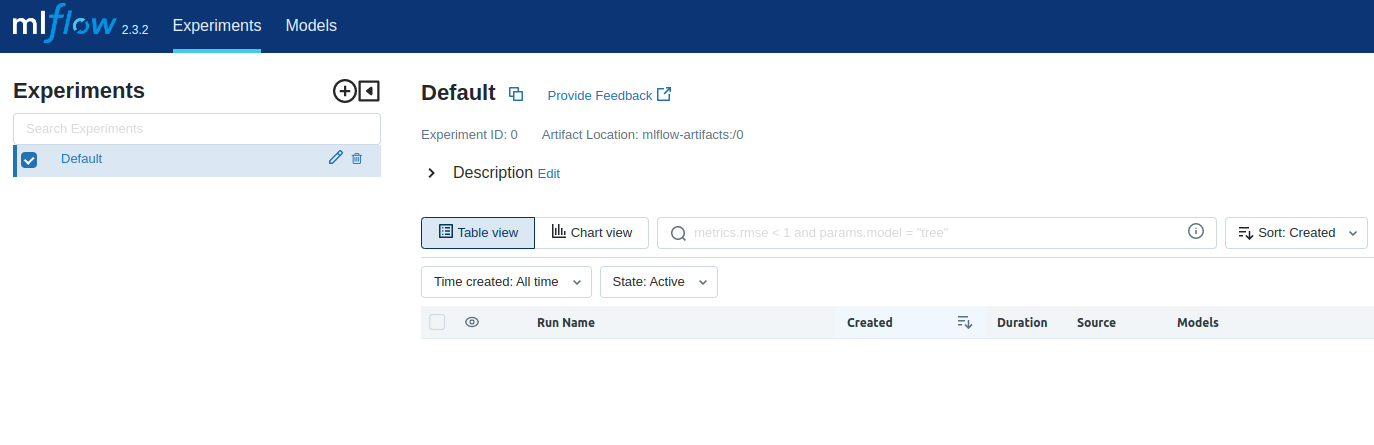 mlflow 2.3.2 Experiments Models
Experiments
Search Experiments
Default
Default Provide Feedback
Experiment ID: 0 Artifact Location: mlflow-artifacts:/0
Description Edit
Table view Chart view metrics.rmse < 1 and params.model = "tree" Sort: Created
Time created: All time State: Active
Run Name Created Duration Source Models